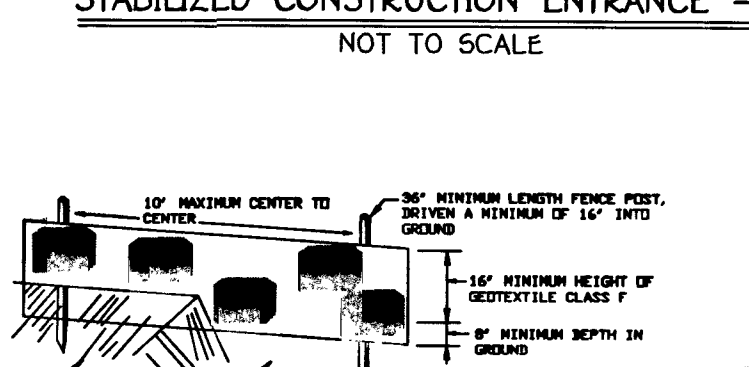 STABILIZED CONSTRUCTION ENTRANCE -
NOT TO SCALE
10' MAXIMUM CENTER TO
CENTER
36" MINIMUM LENGTH FENCE POST,
DRIVEN A MINIMUM OF 16" INTO
GROUND
16" MINIMUM HEIGHT OF
GEOTEXTILE CLASS F
8" MINIMUM DEPTH IN
GROUND